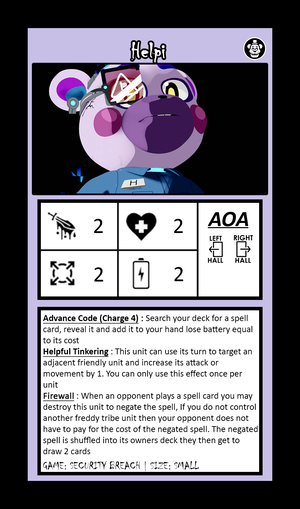 Helpi
H
2
2
AOA
LEFT HALL
RIGHT HALL
2
2
Advance Code (Charge 4) : Search your deck for a spell
card, reveal it and add it to your hand lose battery equal
to its cost
Helpful Tinkering : This unit can use its turn to target an
adjacent friendly unit and increase its attack or
movement by 1. You can only use this effect once per
unit
Firewall : When an opponent plays a spell card you may
destroy this unit to negate the spell, If you do not control
another freddy tribe unit then your opponent does not
have to pay for the cost of the negated spell. The negated
spell is shuffled into its owners deck they then get to
draw 2 cards
GAME: SECURITY BREACH | SIZE: SMALL